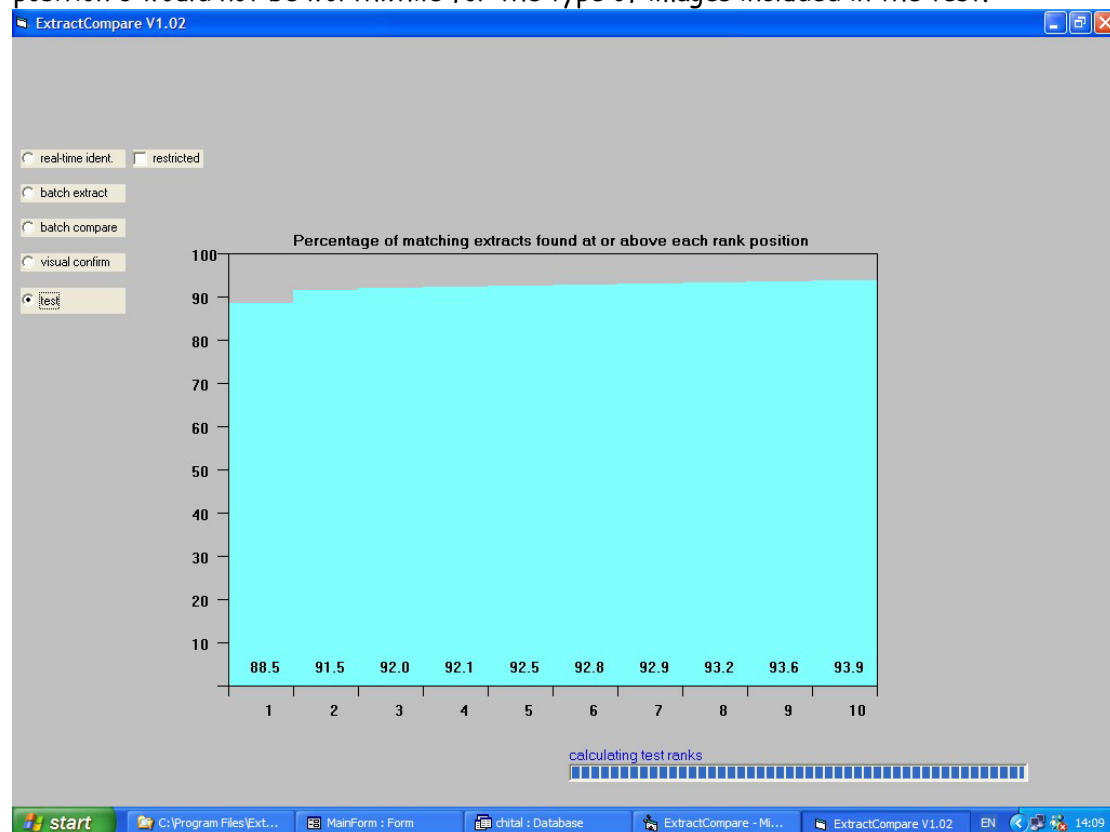 ExtractCompare V1.02
real-time ident. restricted
batch extract
batch compare
visual confirm
test
Percentage of matching extracts found at or above each rank position
100
90
80
70
60
50
40
30
20
10
88.5 91.5 92.0 92.1 92.5 92.8 92.9 93.2 93.6 93.9
1 2 3 4 5 6 7 8 9 10
calculating test ranks
start C:\Program Files\Ext... MainForm : Form chital : Database ExtractCompare - Mi... ExtractCompare V1.02 EN 14:09